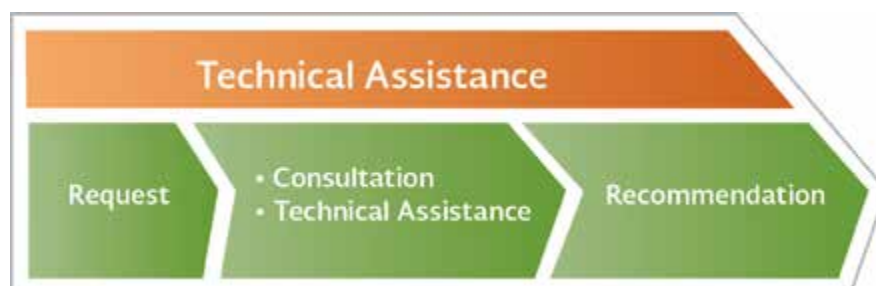 Technical Assistance
Request
• Consultation
• Technical Assistance
Recommendation